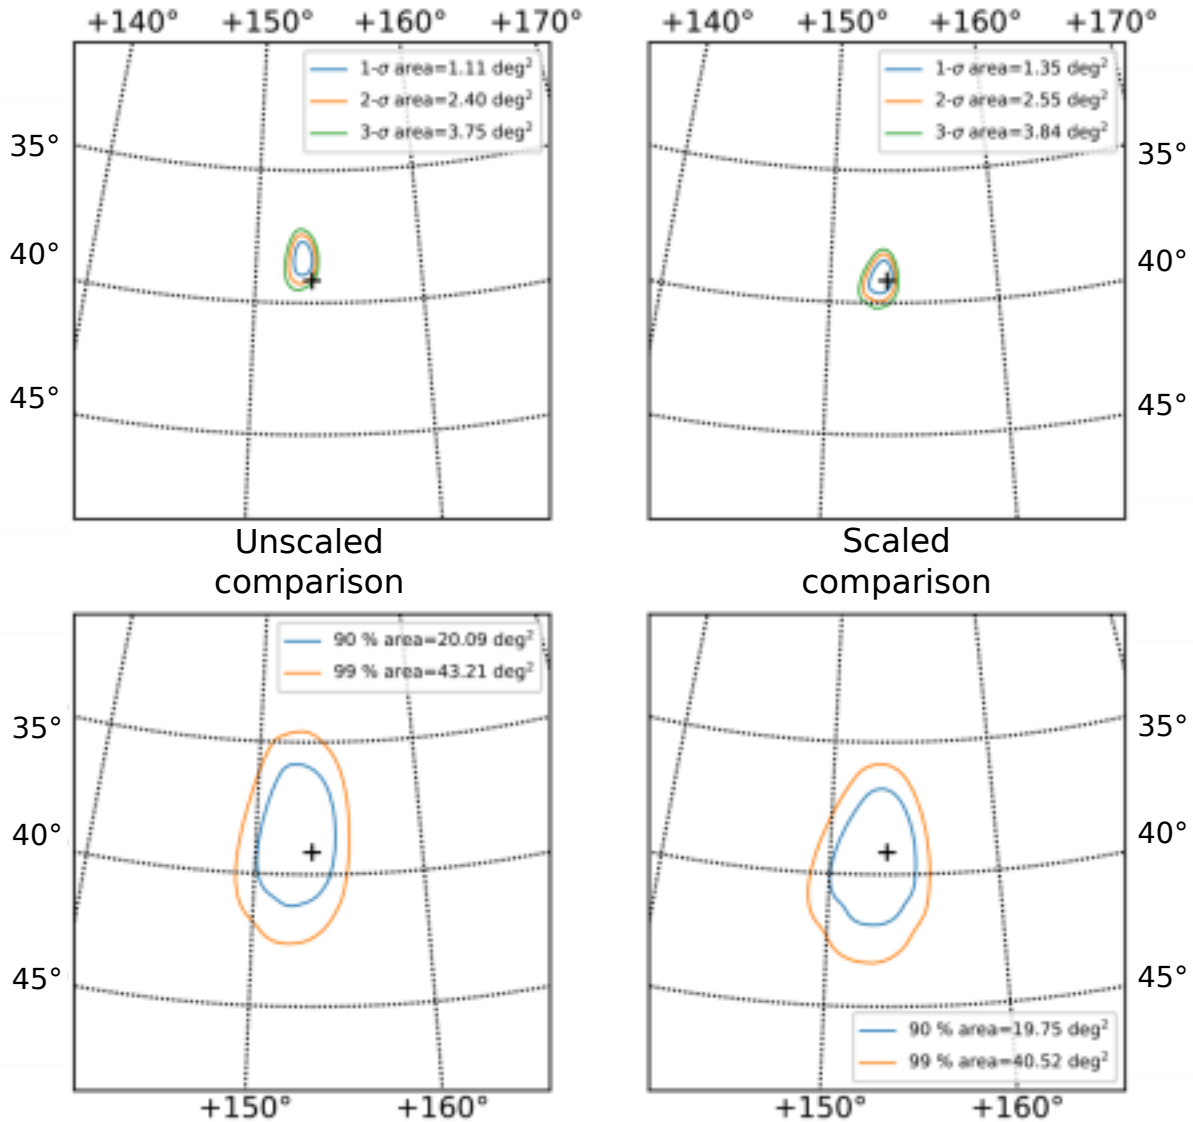 +140° +150° +160° +170° +140° +150° +160° +170°
1-σ area=1.11 deg² 1-σ area=1.35 deg²
2-σ area=2.40 deg² 2-σ area=2.55 deg²
3-σ area=3.75 deg² 3-σ area=3.84 deg²
35° 35°
40° 40°
45° 45°
Unscaled Scaled
comparison comparison
90 % area=20.09 deg²
99 % area=43.21 deg²
35° 35°
40° 40°
45° 45°
90 % area=19.75 deg²
99 % area=40.52 deg²
+150° +160° +150° +160°